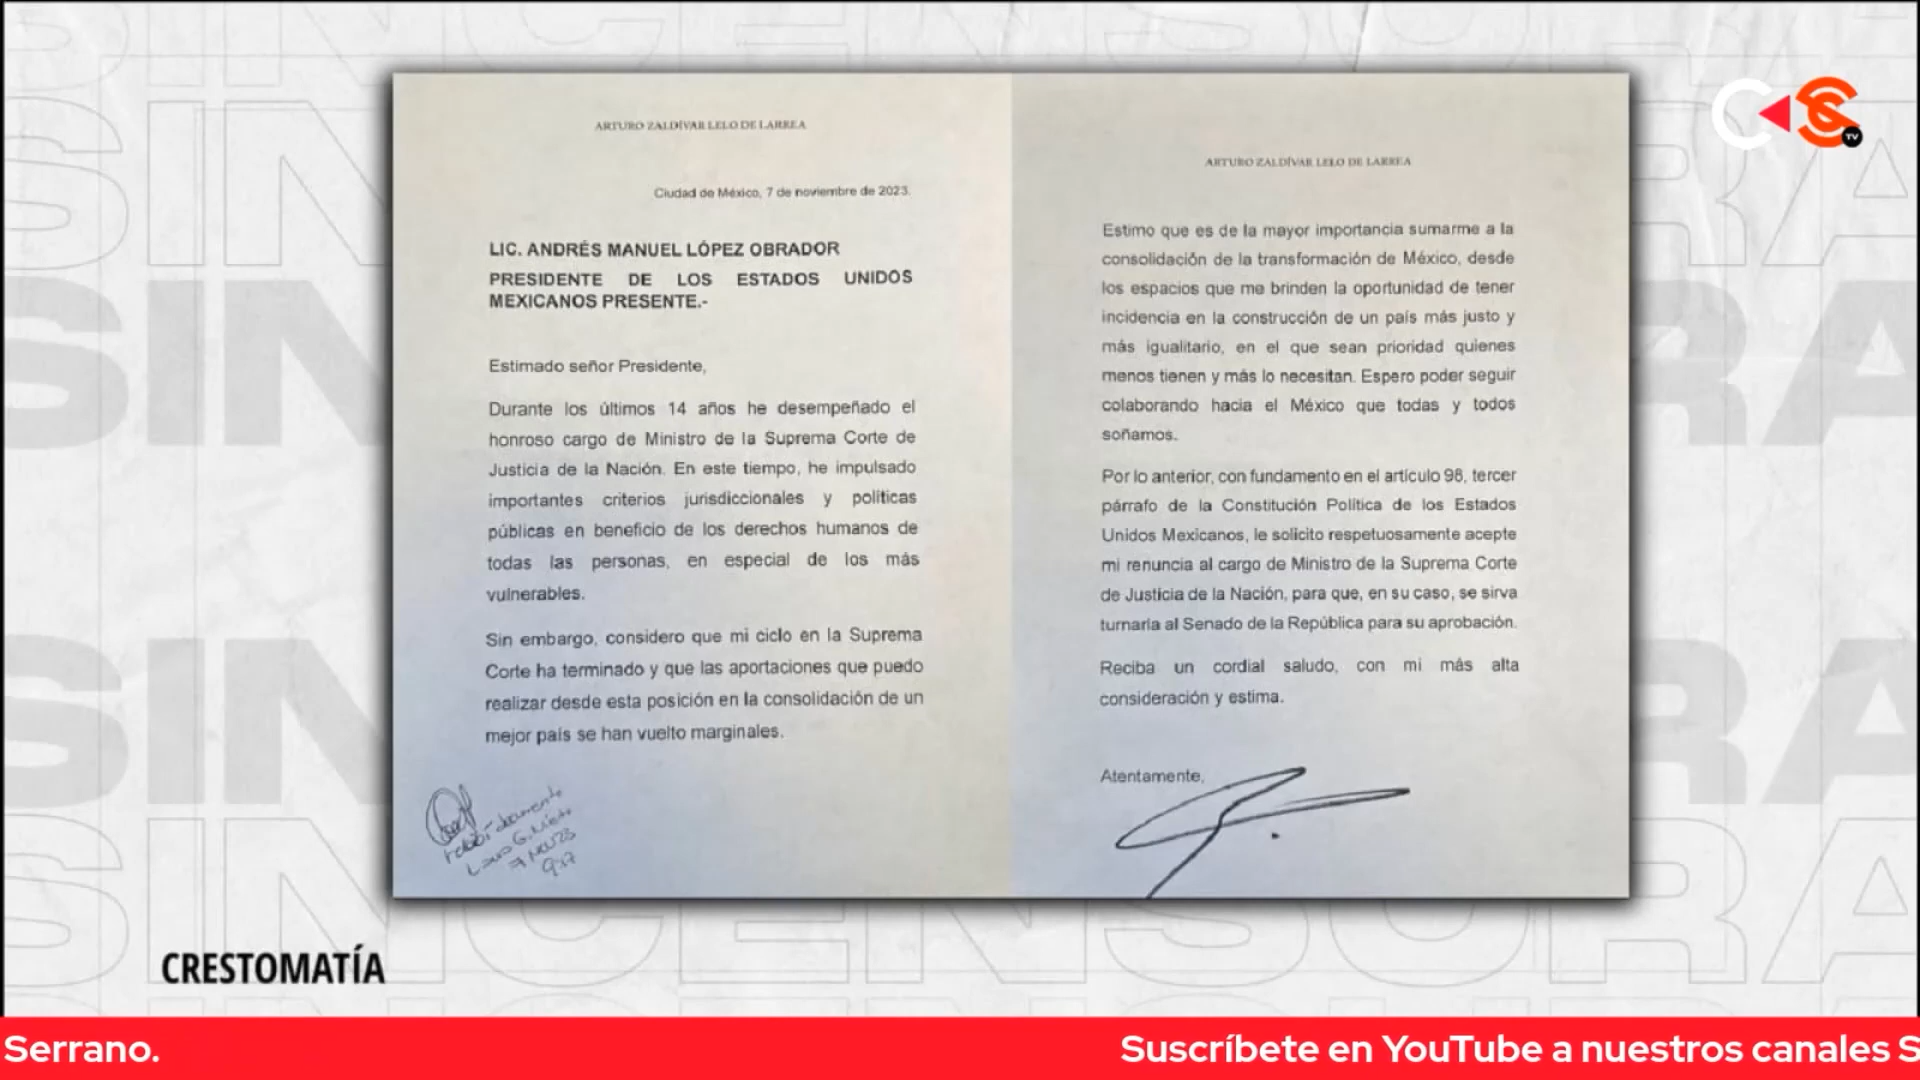 SINCENSURA
ARTURO ZALDÍVAR LELO DE LARREA
Ciudad de México, 7 de noviembre de 2023.
LIC. ANDRÉS MANUEL LÓPEZ OBRADOR
PRESIDENTE DE LOS ESTADOS UNIDOS
MEXICANOS PRESENTE.-
Estimado señor Presidente,
Durante los últimos 14 años he desempeñado el
honroso cargo de Ministro de la Suprema Corte de
Justicia de la Nación. En este tiempo, he impulsado
importantes criterios jurisdiccionales y políticas
públicas en beneficio de los derechos humanos de
todas las personas, en especial de los más
vulnerables.
Sin embargo, considero que mi ciclo en la Suprema
Corte ha terminado y que las aportaciones que puedo
realizar desde esta posición en la consolidación de un
mejor país se han vuelto marginales.
documento
7 NOV 23
9:17
ARTURO ZALDÍVAR LELO DE LARREA
Estimo que es de la mayor importancia sumarme a la
consolidación de la transformación de México, desde
los espacios que me brinden la oportunidad de tener
incidencia en la construcción de un país más justo y
más igualitario, en el que sean prioridad quienes
menos tienen y más lo necesitan. Espero poder seguir
colaborando hacia el México que todas y todos
soñamos.
Por lo anterior, con fundamento en el artículo 98, tercer
párrafo de la Constitución Política de los Estados
Unidos Mexicanos, le solicito respetuosamente acepte
mi renuncia al cargo de Ministro de la Suprema Corte
de Justicia de la Nación, para que, en su caso, se sirva
turnarla al Senado de la República para su aprobación.
Reciba un cordial saludo, con mi más alta
consideración y estima.
Atentamente,
TV
CRESTOMATÍA
Serrano.
Suscríbete en YouTube a nuestros canales S